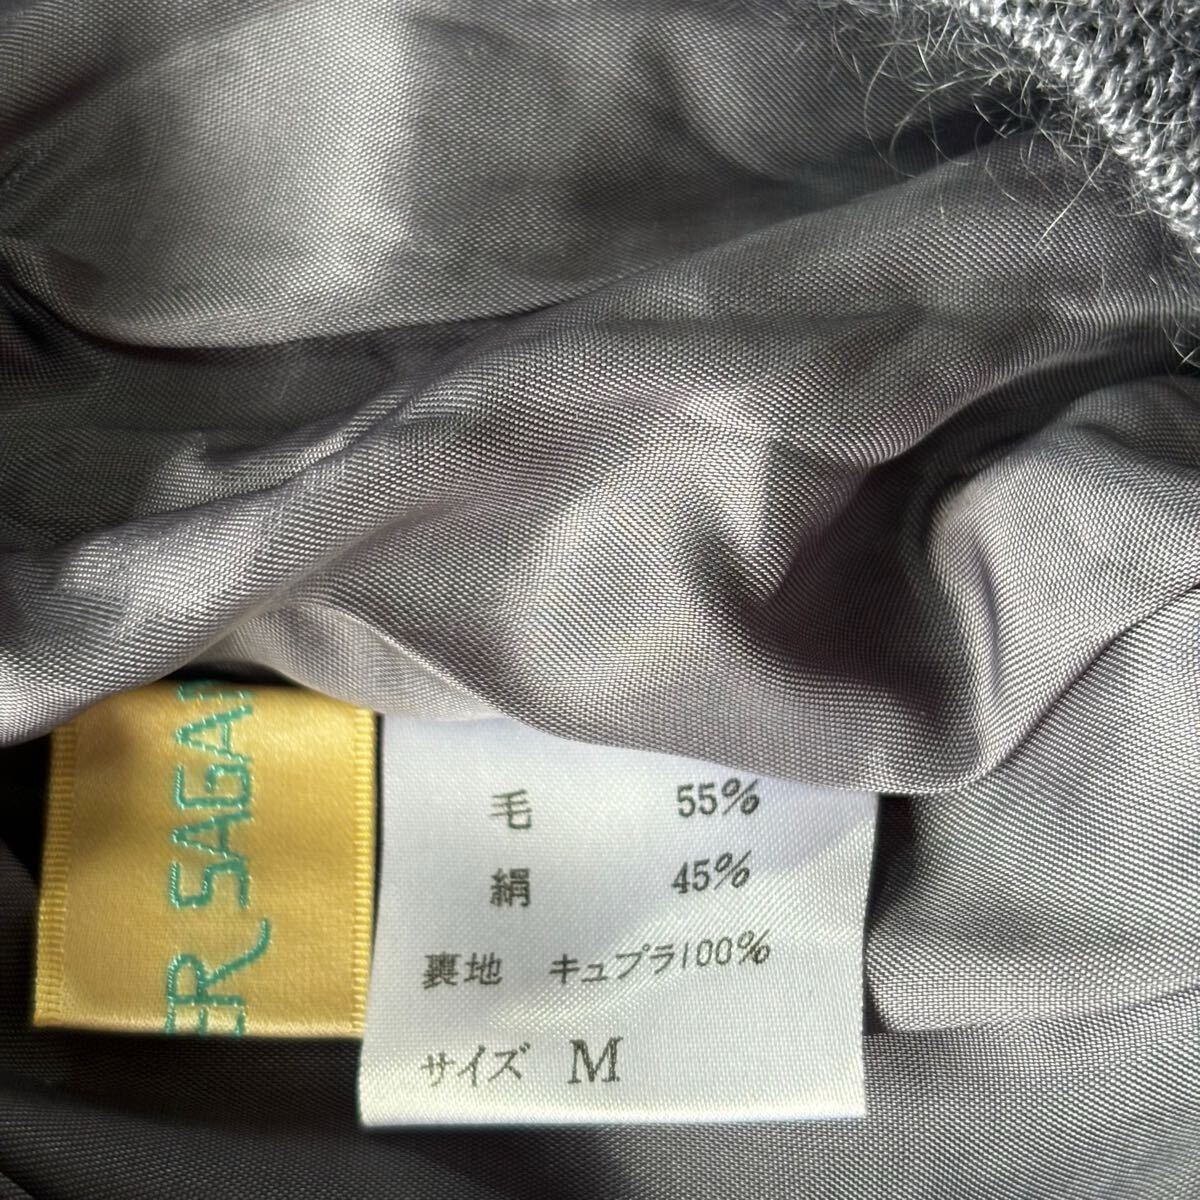 ER SAGA
毛 55%
絹 45%
裏地 キュプラ100%
サイズ M